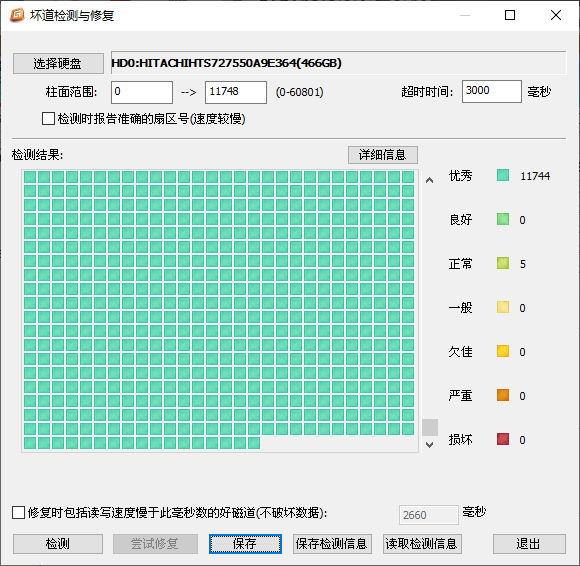 坏道检测与修复
选择硬盘 HD0:HITACHIHTS727550A9E364(466GB)
柱面范围: 0 --> 11748 (0-60801) 超时时间: 3000 毫秒
检测时报告准确的扇区号(速度较慢)
检测结果: 详细信息
优秀 11744
良好 0
正常 5
一般 0
欠佳 0
严重 0
损坏 0
修复时包括读写速度慢于此毫秒数的好磁道(不破坏数据): 2660 毫秒
检测 尝试修复 保存 保存检测信息 读取检测信息 退出